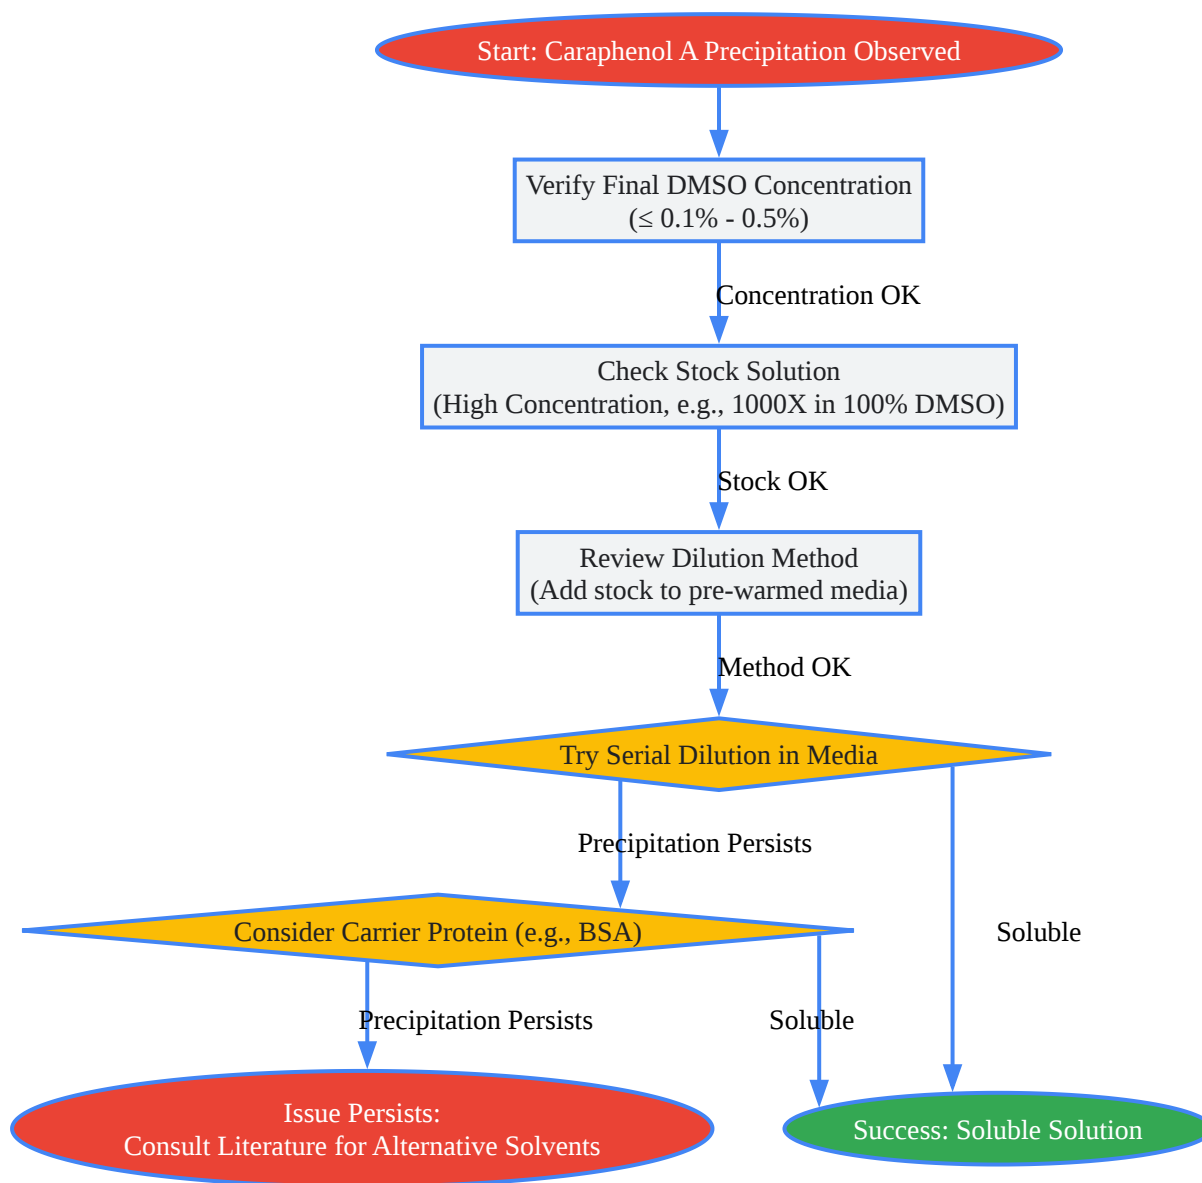 Start: Caraphenol A Precipitation Observed
Verify Final DMSO Concentration
(≤ 0.1% - 0.5%)
Concentration OK
Check Stock Solution
(High Concentration, e.g., 1000X in 100% DMSO)
Stock OK
Review Dilution Method
(Add stock to pre-warmed media)
Method OK
Try Serial Dilution in Media
Precipitation Persists
Consider Carrier Protein (e.g., BSA)
Soluble
Precipitation Persists
Soluble
Issue Persists:
Consult Literature for Alternative Solvents
Success: Soluble Solution